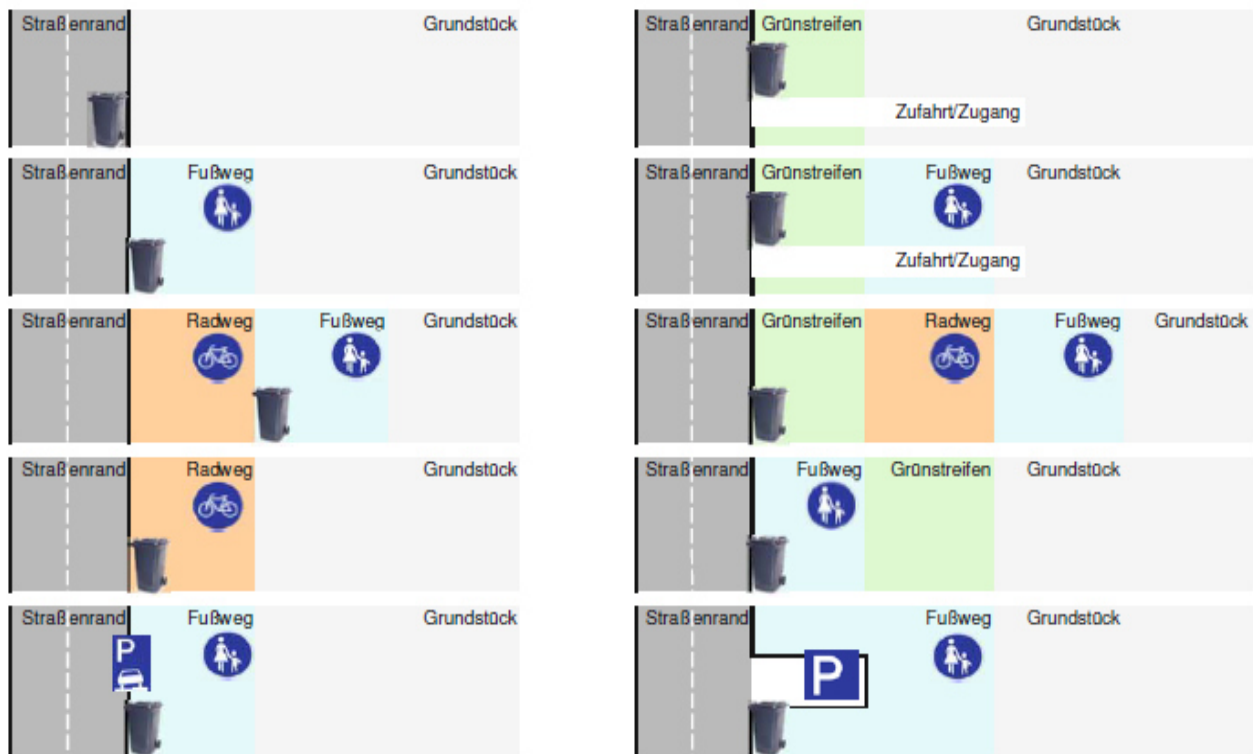 Straßenrand Grundstück
Straßenrand Grünstreifen Grundstück
Zufahrt/Zugang
Straßenrand Fußweg Grundstück
Straßenrand Grünstreifen Fußweg Grundstück
Zufahrt/Zugang
Straßenrand Radweg Fußweg Grundstück
Straßenrand Grünstreifen Radweg Fußweg Grundstück
Straßenrand Radweg Grundstück
Straßenrand Fußweg Grünstreifen Grundstück
Straßenrand Fußweg Grundstück
P
Straßenrand Fußweg Grundstück
P